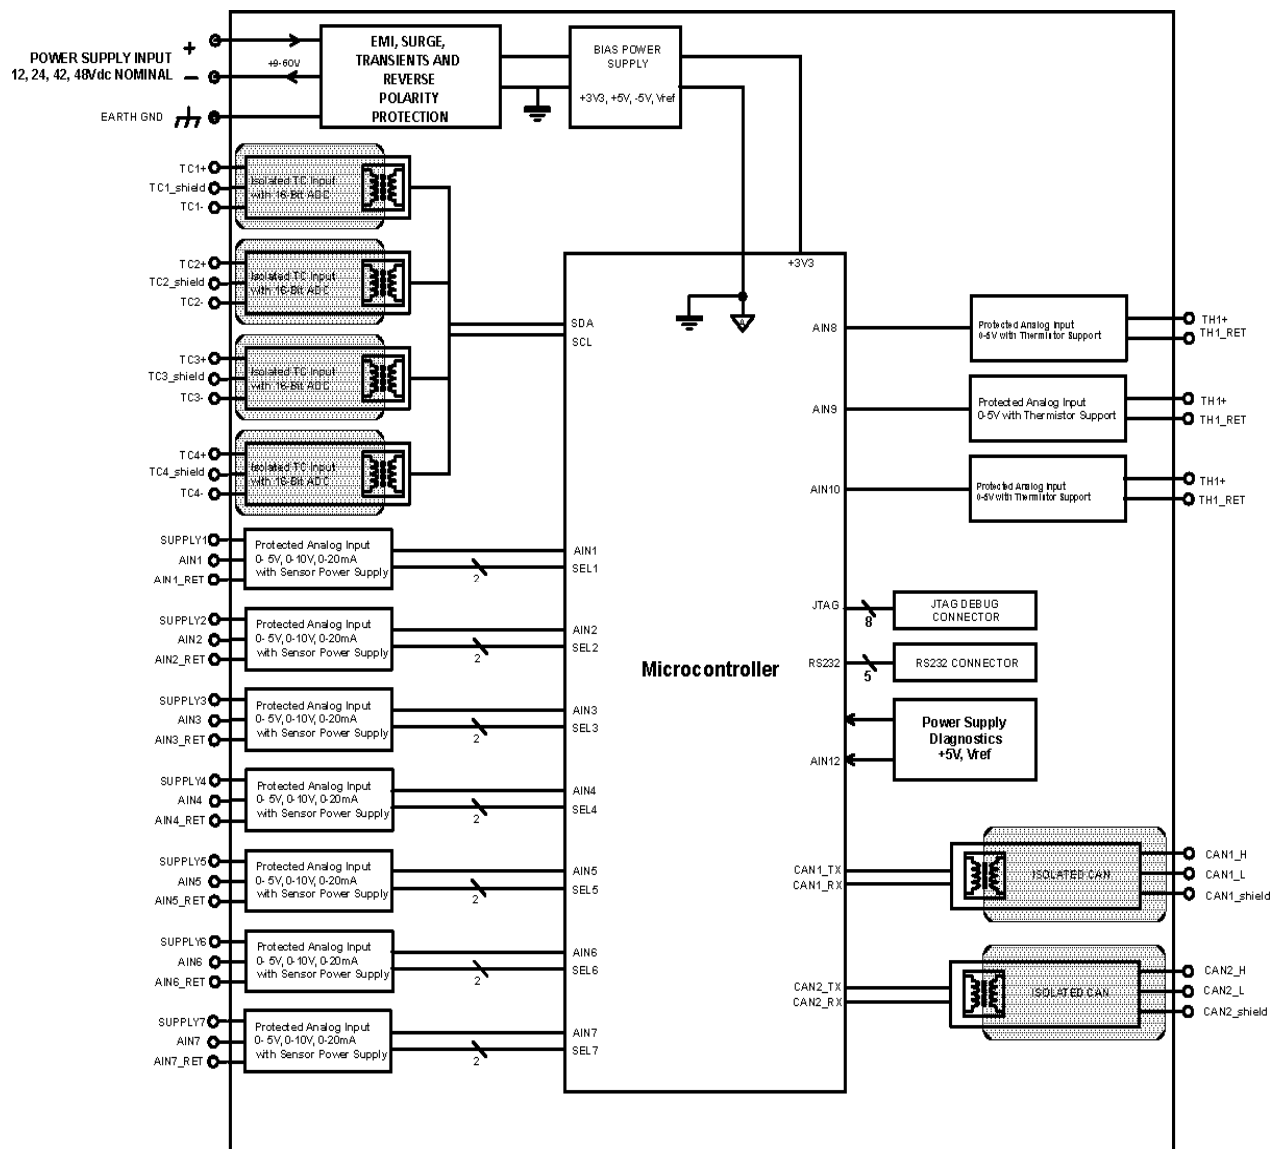 POWER SUPPLY INPUT
12, 24, 42, 48Vdc NOMINAL
+
−
+9-60V
EARTH GND
EMI, SURGE,
TRANSIENTS AND
REVERSE
POLARITY
PROTECTION
BIAS POWER
SUPPLY
+3V3, +5V, -5V, Vref
TC1+
TC1_shield
TC1-
Isolated TC Input
with 16-Bit ADC
TC2+
TC2_shield
TC2-
Isolated TC Input
with 16-Bit ADC
TC3+
TC3_shield
TC3-
Isolated TC Input
with 16-Bit ADC
TC4+
TC4_shield
TC4-
Isolated TC Input
with 16-Bit ADC
SUPPLY1
AIN1
AIN1_RET
Protected Analog Input
0- 5V, 0-10V, 0-20mA
with Sensor Power Supply
2
SUPPLY2
AIN2
AIN2_RET
Protected Analog Input
0- 5V, 0-10V, 0-20mA
with Sensor Power Supply
2
SUPPLY3
AIN3
AIN3_RET
Protected Analog Input
0- 5V, 0-10V, 0-20mA
with Sensor Power Supply
2
SUPPLY4
AIN4
AIN4_RET
Protected Analog Input
0- 5V, 0-10V, 0-20mA
with Sensor Power Supply
2
SUPPLY5
AIN5
AIN5_RET
Protected Analog Input
0- 5V, 0-10V, 0-20mA
with Sensor Power Supply
2
SUPPLY6
AIN6
AIN6_RET
Protected Analog Input
0- 5V, 0-10V, 0-20mA
with Sensor Power Supply
2
SUPPLY7
AIN7
AIN7_RET
Protected Analog Input
0- 5V, 0-10V, 0-20mA
with Sensor Power Supply
2
+3V3
A
SDA
SCL
AIN1
SEL1
AIN2
SEL2
AIN3
SEL3
AIN4
SEL4
AIN5
SEL5
AIN6
SEL6
AIN7
SEL7
Microcontroller
AIN8
AIN9
AIN10
JTAG
RS232
AIN12
CAN1_TX
CAN1_RX
CAN2_TX
CAN2_RX
Protected Analog Input
0-5V with Thermistor Support
TH1+
TH1_RET
Protected Analog Input
0-5V with Thermistor Support
TH1+
TH1_RET
Protected Analog Input
0-5V with Thermistor Support
TH1+
TH1_RET
8
JTAG DEBUG
CONNECTOR
5
RS232 CONNECTOR
Power Supply
Diagnostics
+5V, Vref
ISOLATED CAN
CAN1_H
CAN1_L
CAN1_shield
ISOLATED CAN
CAN2_H
CAN2_L
CAN2_shield